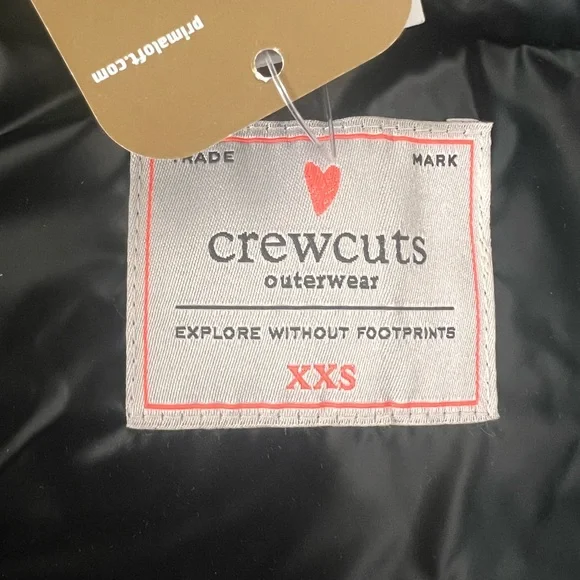 primaloft.com
TRADE MARK
crewcuts
outerwear
EXPLORE WITHOUT FOOTPRINTS
XXS